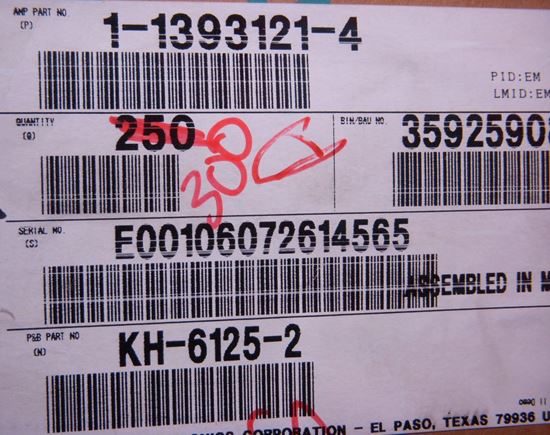 AMP PART NO
(P)
1-1393121-4
PID:EM
LMID:EM
QUANTITY
(Q)
250
300
BIN/BAU NO.
3592590
SERIAL NO.
(S)
E00106072614565
ASSEMBLED IN M
P&B PART NO
(N)
KH-6125-2
CORPORATION - EL PASO, TEXAS 79936 U